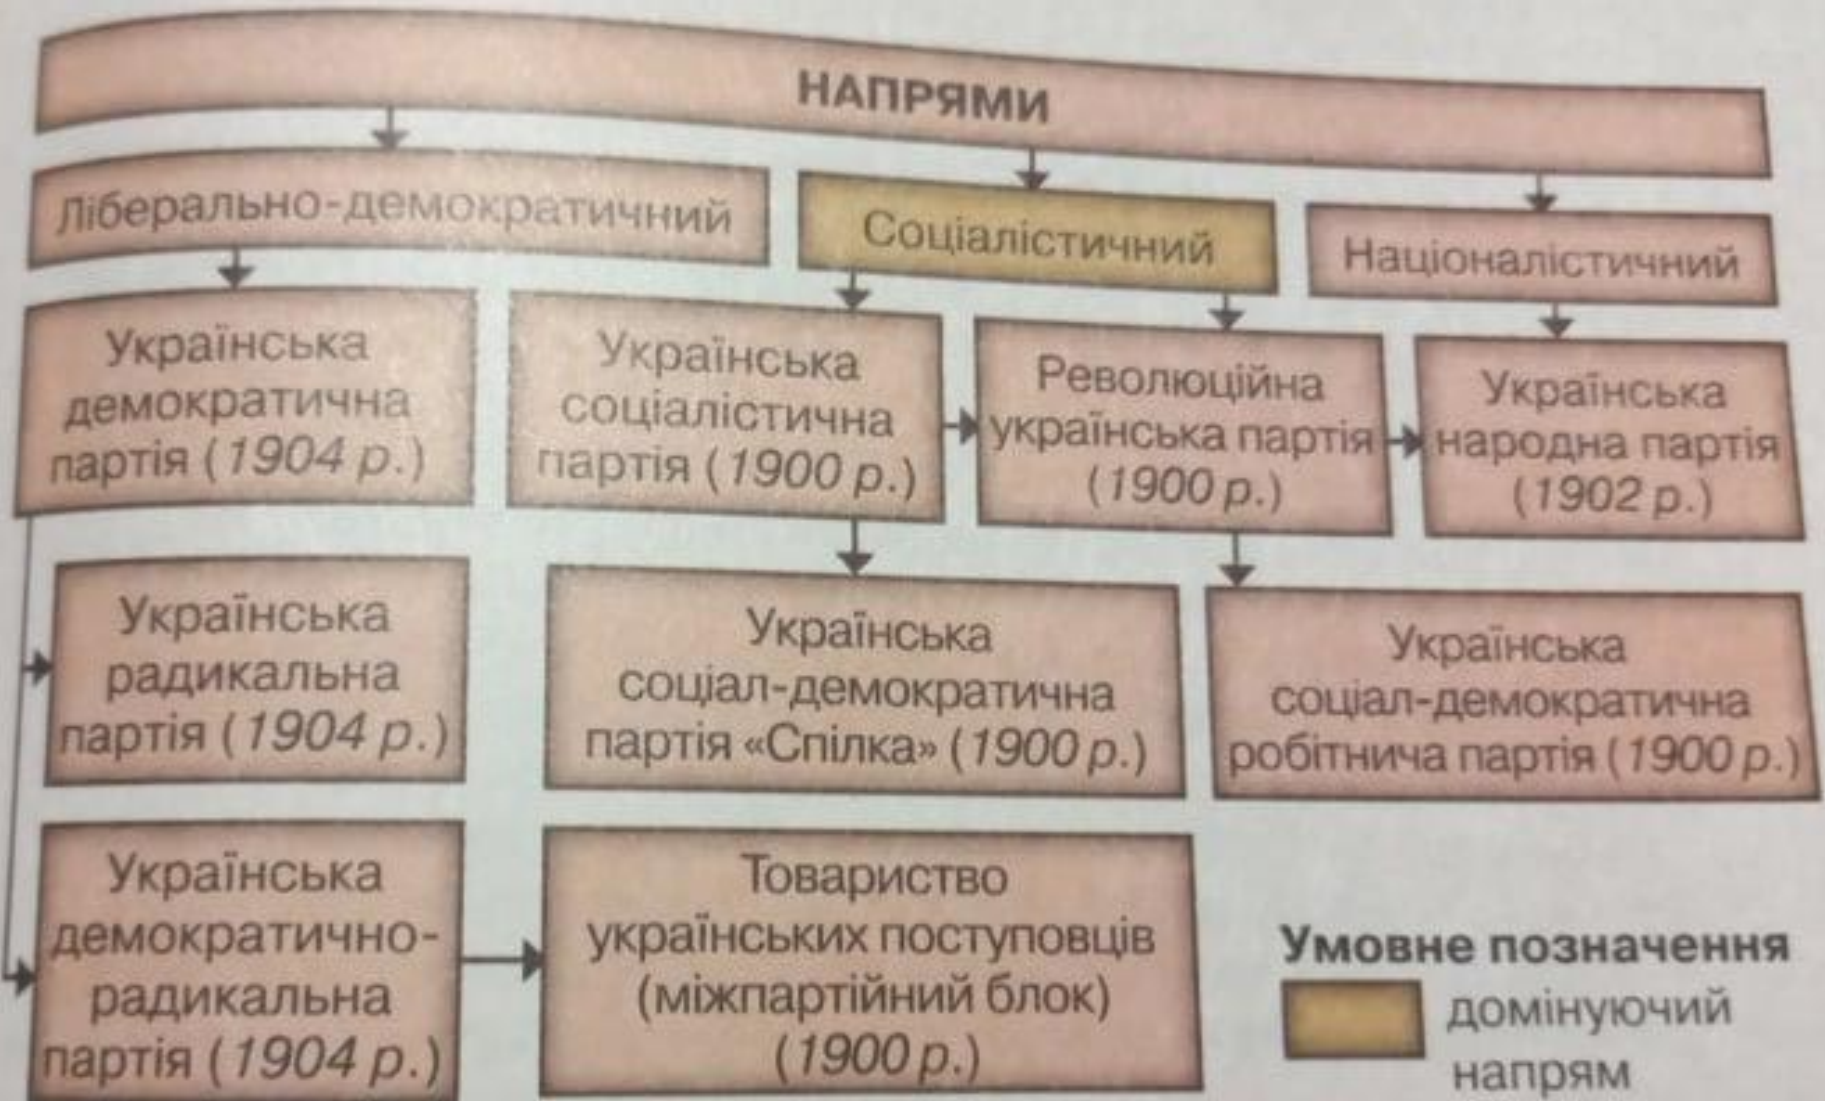 НАПРЯМИ
Ліберально-демократичний
Соціалістичний
Націоналістичний
Українська
демократична
партія (1904 р.)
Українська
соціалістична
партія (1900 р.)
Революційна
українська партія
(1900 р.)
Українська
народна партія
(1902 р.)
Українська
радикальна
партія (1904 р.)
Українська
соціал-демократична
партія «Спілка» (1900 р.)
Українська
соціал-демократична
робітнича партія (1900 р.)
Українська
демократично-
радикальна
партія (1904 р.)
Товариство
українських поступовців
(міжпартійний блок)
(1900 р.)
Умовне позначення
домінуючий
напрям